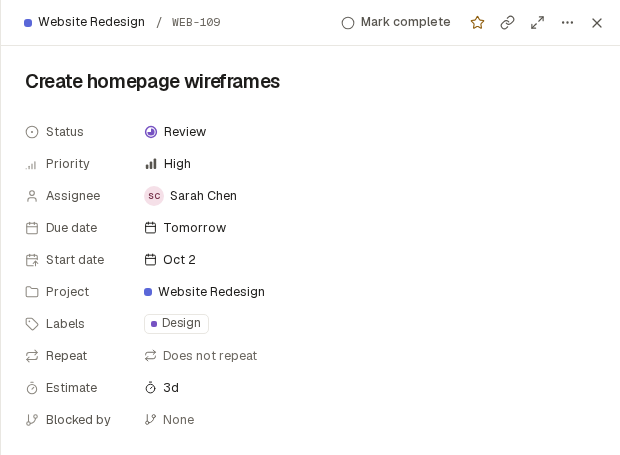 Website Redesign / WEB-109 Mark complete
Create homepage wireframes
Status Review
Priority High
Assignee SC Sarah Chen
Due date Tomorrow
Start date Oct 2
Project Website Redesign
Labels Design
Repeat Does not repeat
Estimate 3d
Blocked by None